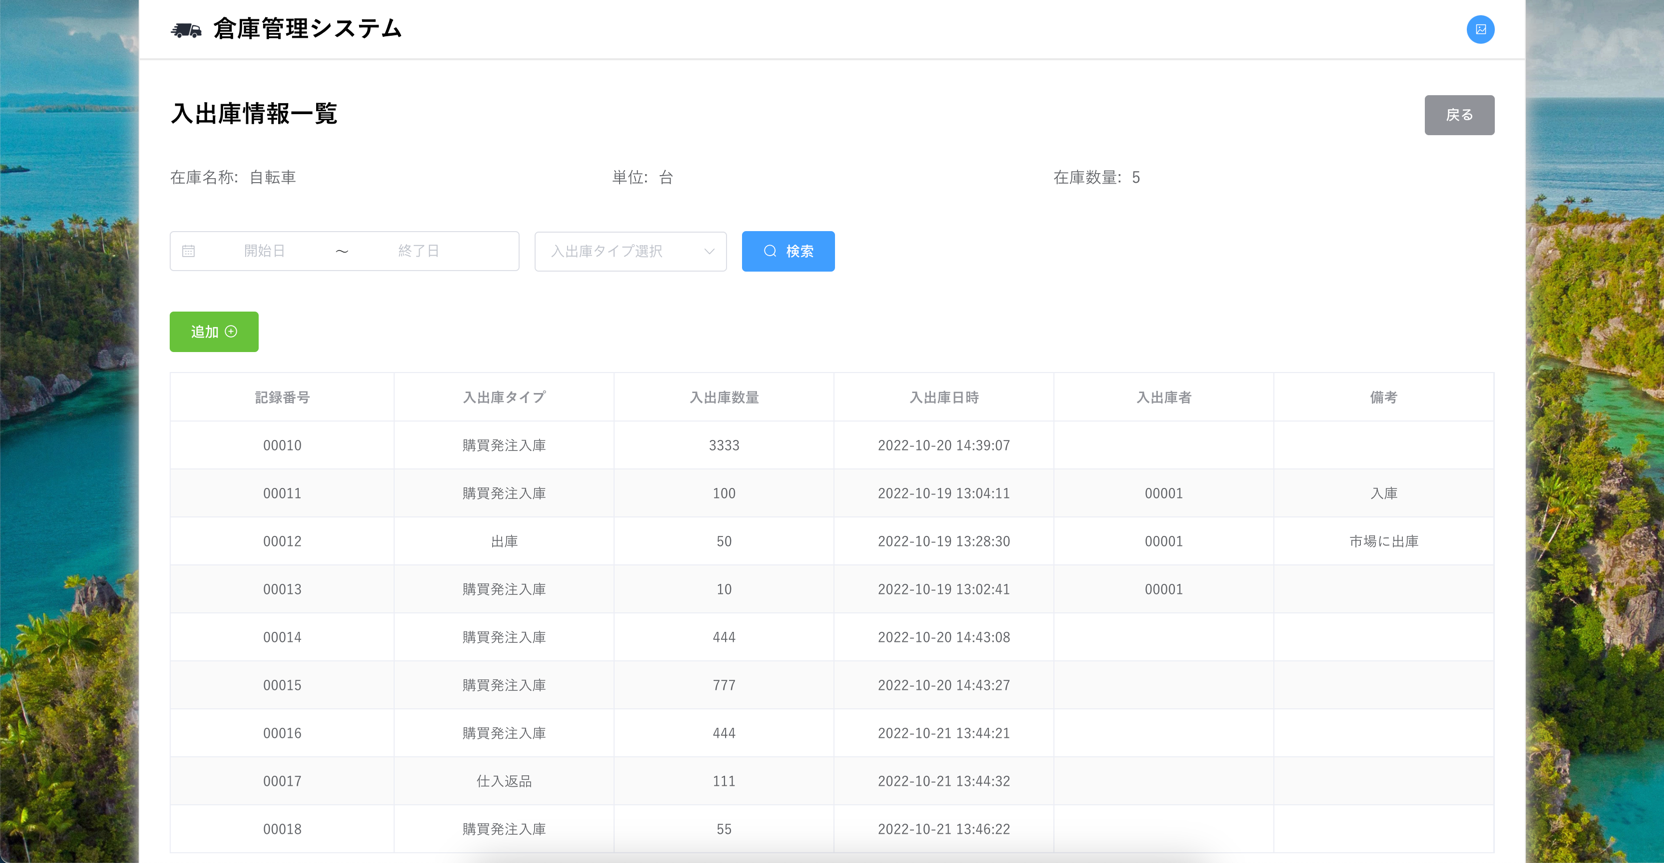 倉庫管理システム
入出庫情報一覧
戻る
在庫名称: 自転車 単位: 台 在庫数量: 5
開始日 ～ 終了日 入出庫タイプ選択 検索
追加
記録番号 入出庫タイプ 入出庫数量 入出庫日時 入出庫者 備考
00010 購買発注入庫 3333 2022-10-20 14:39:07
00011 購買発注入庫 100 2022-10-19 13:04:11 00001 入庫
00012 出庫 50 2022-10-19 13:28:30 00001 市場に出庫
00013 購買発注入庫 10 2022-10-19 13:02:41 00001
00014 購買発注入庫 444 2022-10-20 14:43:08
00015 購買発注入庫 777 2022-10-20 14:43:27
00016 購買発注入庫 444 2022-10-21 13:44:21
00017 仕入返品 111 2022-10-21 13:44:32
00018 購買発注入庫 55 2022-10-21 13:46:22